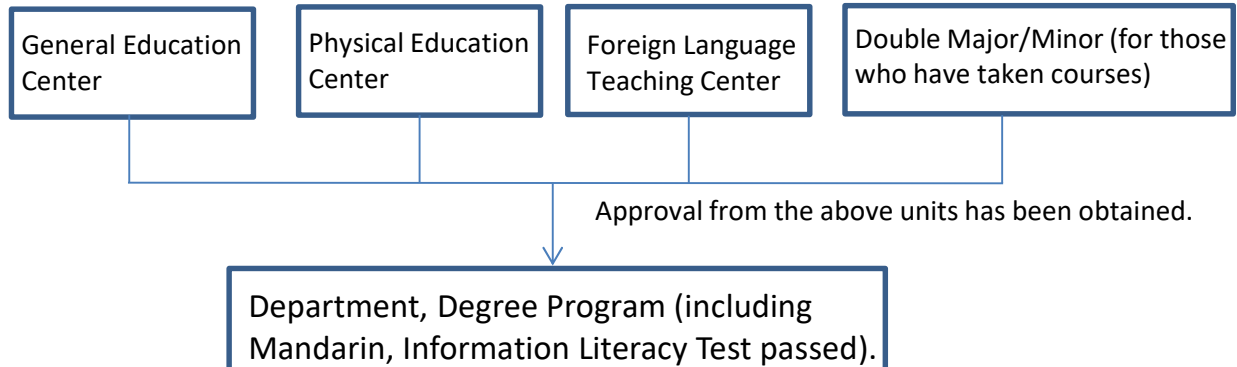 General Education
Center
Physical Education
Center
Foreign Language
Teaching Center
Double Major/Minor (for those
who have taken courses)
Approval from the above units has been obtained.
Department, Degree Program (including
Mandarin, Information Literacy Test passed).